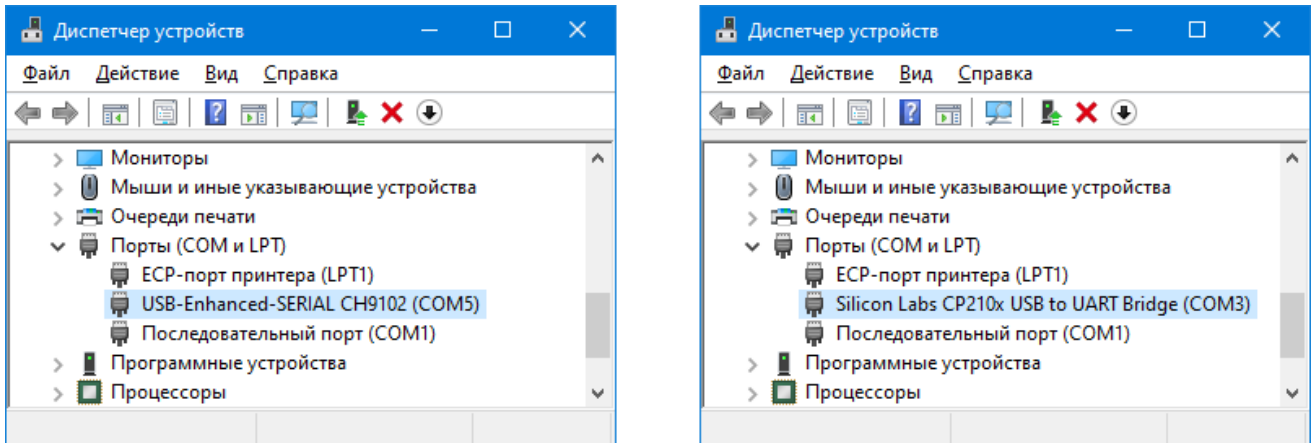 Диспетчер устройств
Файл Действие Вид Справка
Мониторы
Мыши и иные указывающие устройства
Очереди печати
Порты (COM и LPT)
ECP-порт принтера (LPT1)
USB-Enhanced-SERIAL CH9102 (COM5)
Последовательный порт (COM1)
Программные устройства
Процессоры
Диспетчер устройств
Файл Действие Вид Справка
Мониторы
Мыши и иные указывающие устройства
Очереди печати
Порты (COM и LPT)
ECP-порт принтера (LPT1)
Silicon Labs CP210x USB to UART Bridge (COM3)
Последовательный порт (COM1)
Программные устройства
Процессоры